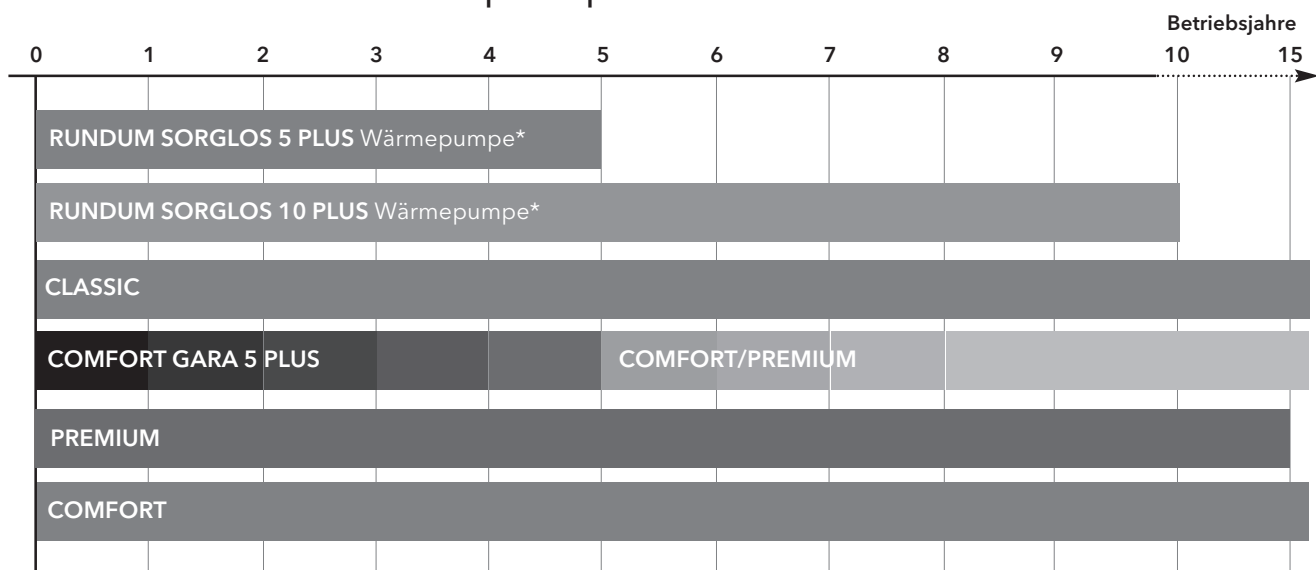 Betriebsjahre
0 1 2 3 4 5 6 7 8 9 10 15
RUNDUM SORGLOS 5 PLUS Wärmepumpe*
RUNDUM SORGLOS 10 PLUS Wärmepumpe*
CLASSIC
COMFORT GARA 5 PLUS COMFORT/PREMIUM
PREMIUM
COMFORT